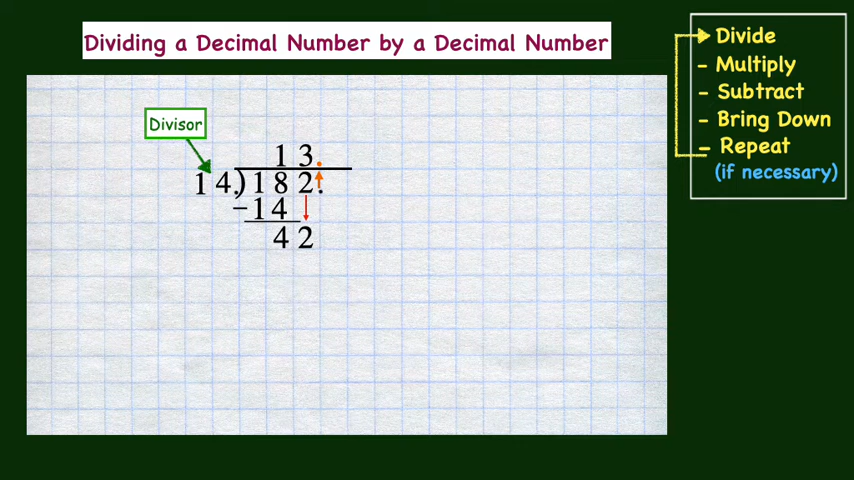 Dividing a Decimal Number by a Decimal Number
Divide
- Multiply
- Subtract
- Bring Down
- Repeat
(if necessary)
Divisor
13.
14.)182.
-14
42